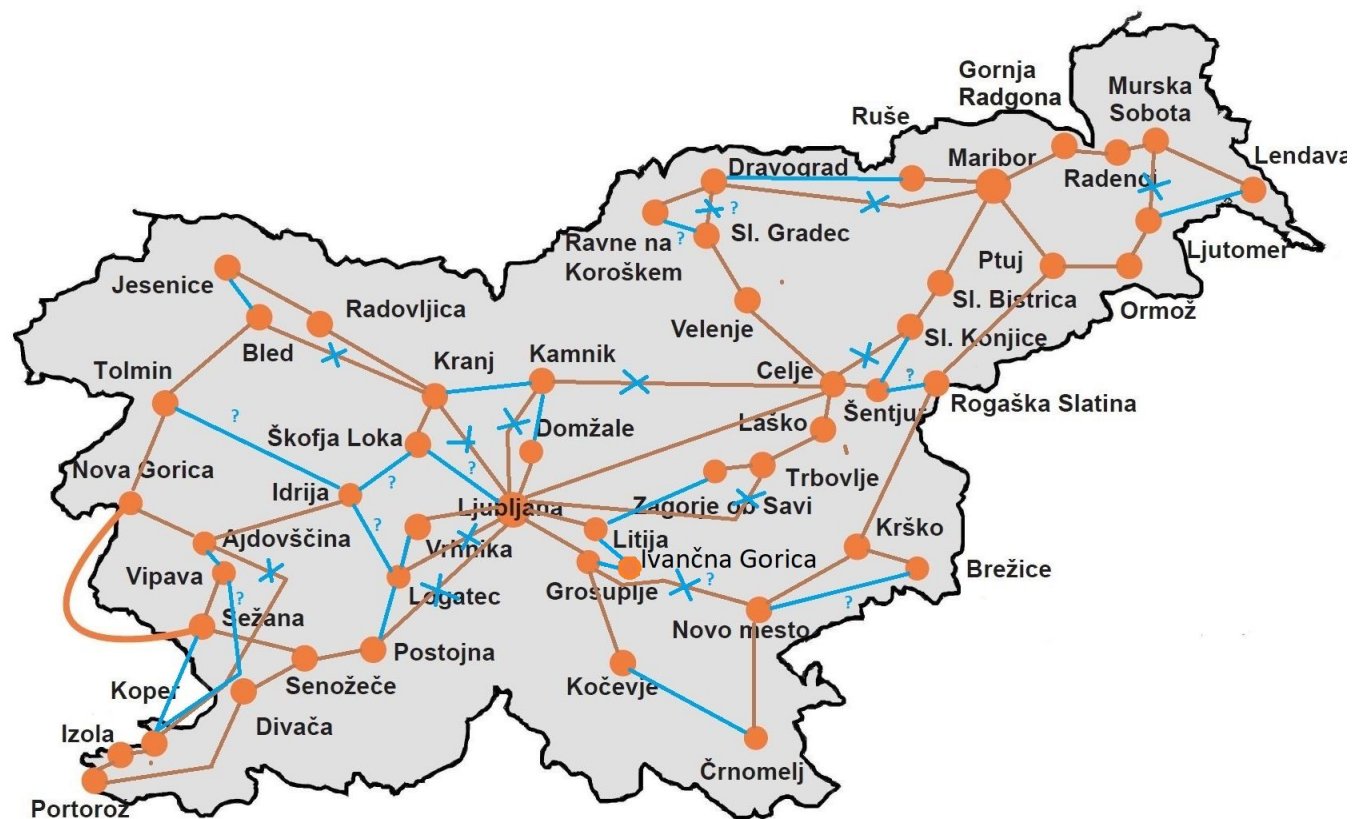 Gornja
Radgona
Murska
Sobota
Ruše
Maribor
Lendava
Dravograd
Radenci
?
Sl. Gradec
?
Ravne na
Koroškem
Ljutomer
Ptuj
Jesenice
Sl. Bistrica
Ormož
Radovljica
Velenje
Sl. Konjice
Bled
Kranj
Kamnik
Celje
Tolmin
?
Šentjur
Rogaška Slatina
?
Domžale
Laško
Škofja Loka
?
Nova Gorica
?
Idrija
Ljubljana
Zagorje ob Savi
Trbovlje
?
Krško
Ajdovščina
Vrhnika
Litija
Ivančna Gorica
Vipava
?
Logatec
Grosuplje
?
Brežice
?
Sežana
Novo mesto
Postojna
Senožeče
Kočevje
Koper
Divača
Izola
Črnomelj
Portorož